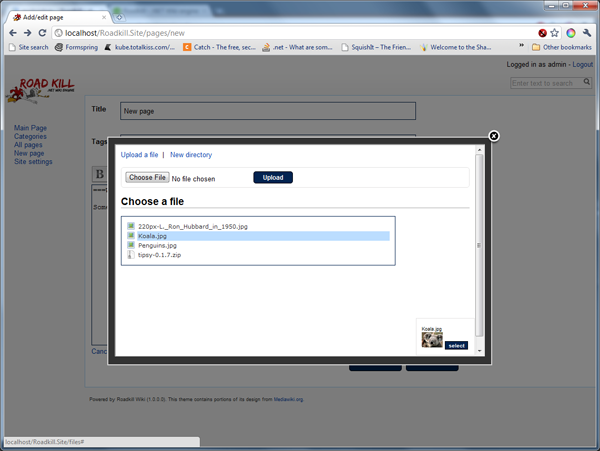 Add/edit page
localhost/Roadkill.Site/pages/new
Site search
Formspring
kube.totalkiss.com/
Catch - The free, sec...
.net - What are som...
SquishIt – The Frien...
Welcome to the Sha...
Other bookmarks
Logged in as admin - Logout
ROAD KILL
.NET WIKI ENGINE
Enter text to search
Title
New page
Main Page
Categories
All pages
New page
Site settings
Tags
B
Upload a file | New directory
Choose File No file chosen
Upload
Choose a file
220px-L._Ron_Hubbard_in_1950.jpg
Koala.jpg
Penguins.jpg
tipsy-0.1.7.zip
Koala.jpg
select
Canc
Powered by Roadkill Wiki (1.0.0.0). This theme contains portions of its design from Mediawiki.org.
localhost/Roadkill.Site/files#